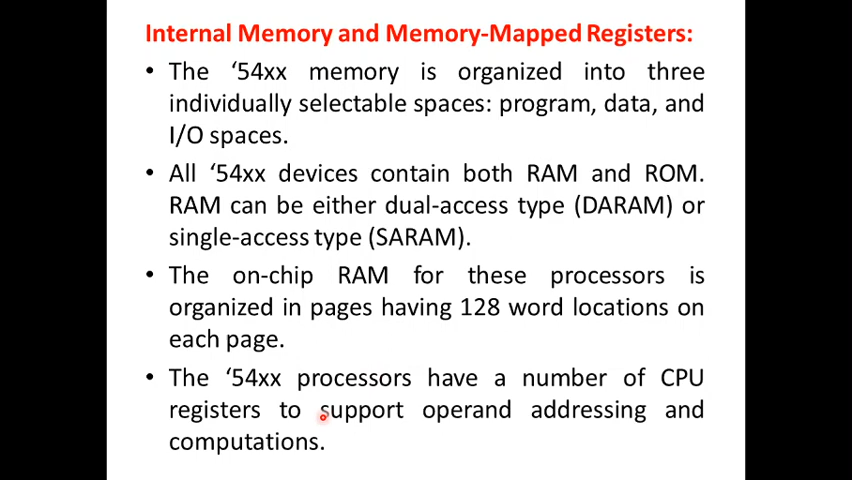 Internal Memory and Memory-Mapped Registers:
• The ‘54xx memory is organized into three
individually selectable spaces: program, data, and
I/O spaces.
• All ‘54xx devices contain both RAM and ROM.
RAM can be either dual-access type (DARAM) or
single-access type (SARAM).
• The on-chip RAM for these processors is
organized in pages having 128 word locations on
each page.
• The ‘54xx processors have a number of CPU
registers to support operand addressing and
computations.